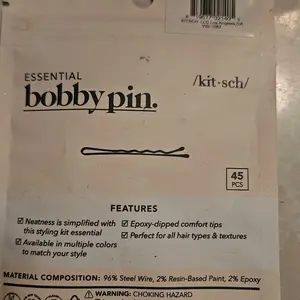 ESSENTIAL
bobby pin.
/kit•sch/
45
PCS
FEATURES
Neatness is simplified with
this styling kit essential
Available in multiple colors
to match your style
Epoxy-dipped comfort tips
Perfect for all hair types & textures
MATERIAL COMPOSITION: 96% Steel Wire, 2% Resin-Based Paint, 2% Epoxy
WARNING: CHOKING HAZARD